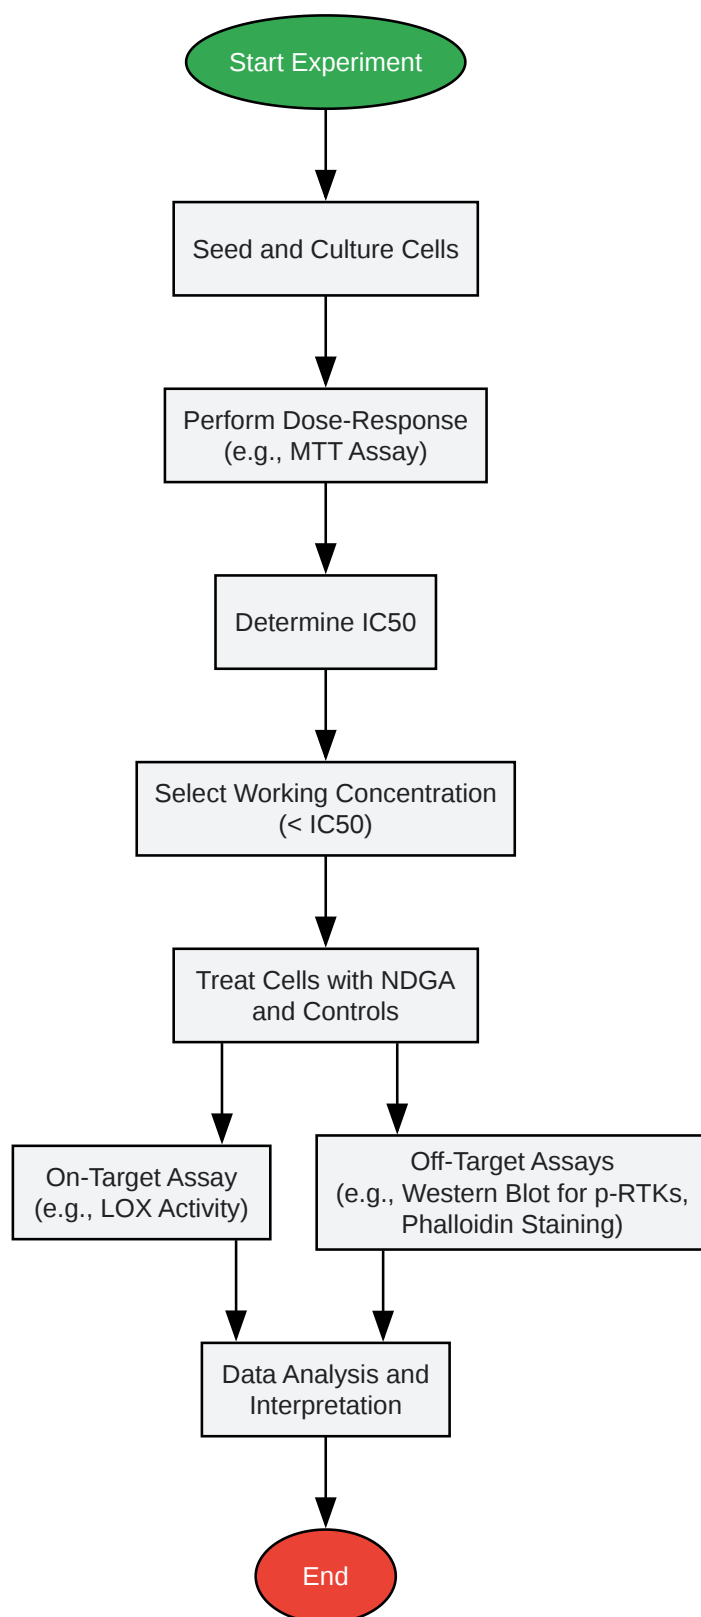 Start Experiment
Seed and Culture Cells
Perform Dose-Response
(e.g., MTT Assay)
Determine IC50
Select Working Concentration
(< IC50)
Treat Cells with NDGA
and Controls
On-Target Assay
(e.g., LOX Activity)
Off-Target Assays
(e.g., Western Blot for p-RTKs,
Phalloidin Staining)
Data Analysis and
Interpretation
End